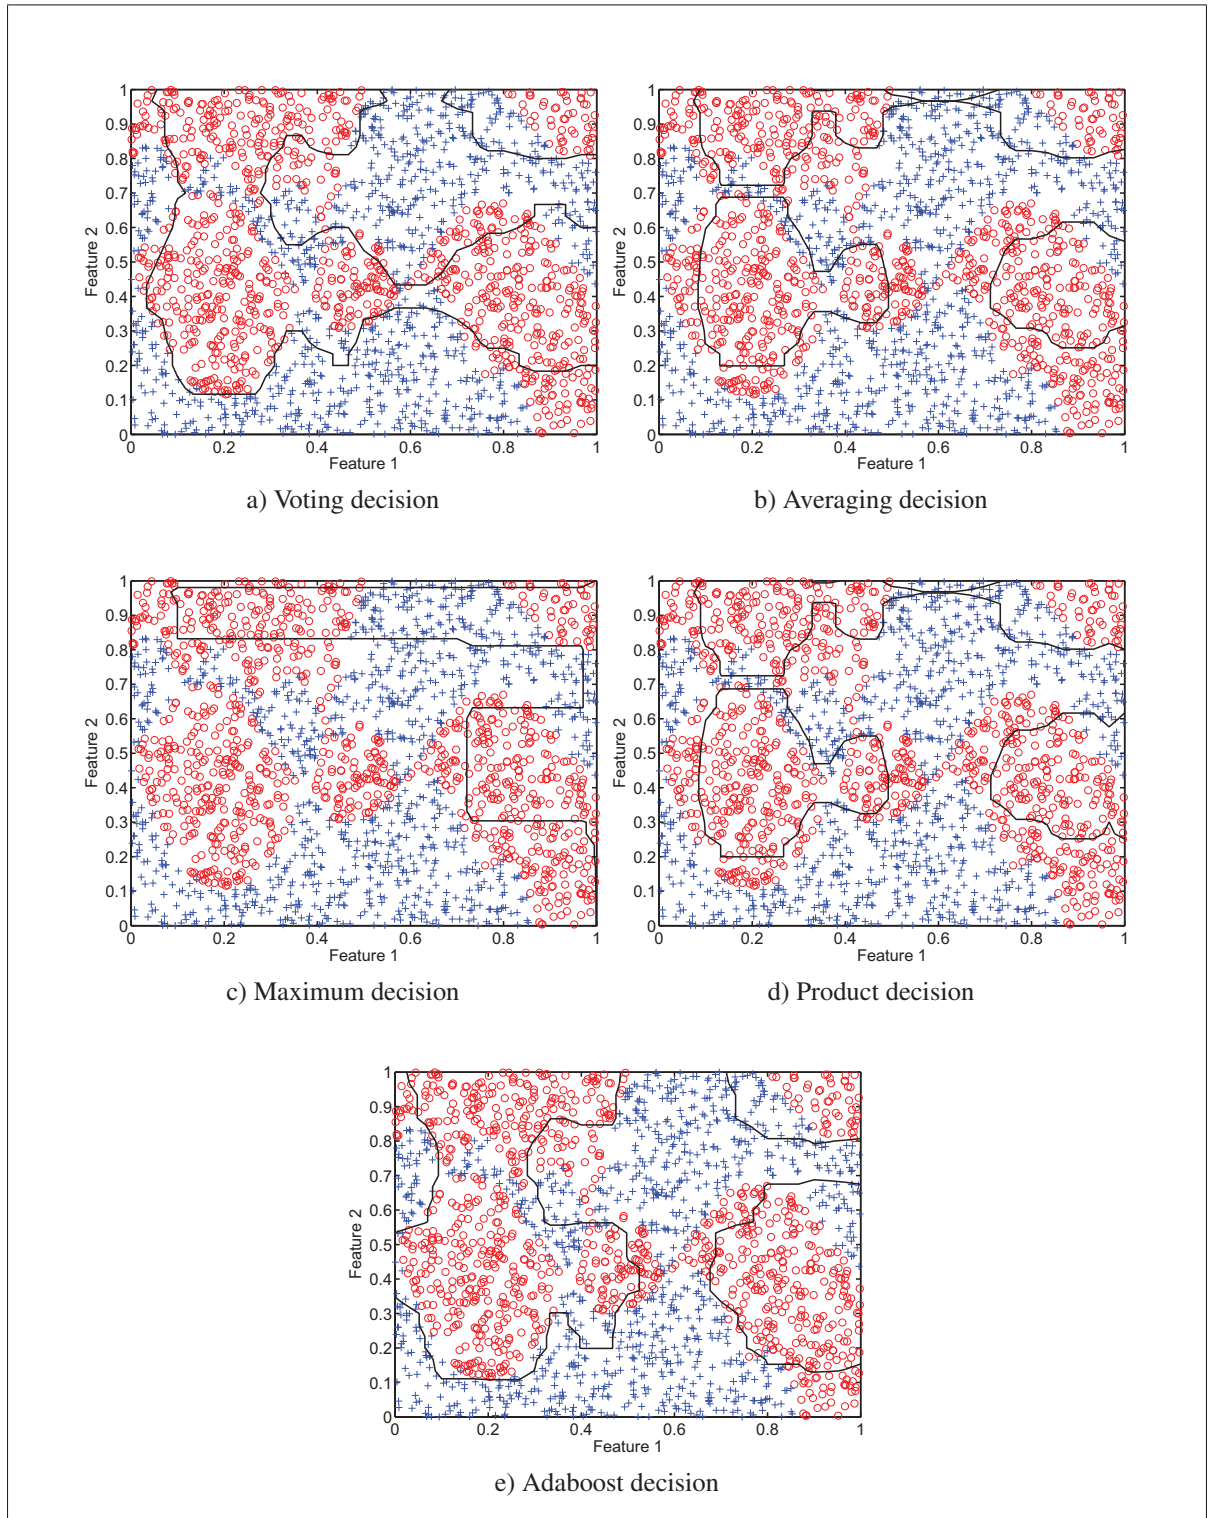 1
0.9
0.8
0.7
0.6
0.5
0.4
0.3
0.2
0.1
0
Feature 2
0 0.2 0.4 0.6 0.8 1
Feature 1
a) Voting decision
1
0.9
0.8
0.7
0.6
0.5
0.4
0.3
0.2
0.1
0
Feature 2
0 0.2 0.4 0.6 0.8 1
Feature 1
b) Averaging decision
1
0.9
0.8
0.7
0.6
0.5
0.4
0.3
0.2
0.1
0
Feature 2
0 0.2 0.4 0.6 0.8 1
Feature 1
c) Maximum decision
1
0.9
0.8
0.7
0.6
0.5
0.4
0.3
0.2
0.1
0
Feature 2
0 0.2 0.4 0.6 0.8 1
Feature 1
d) Product decision
1
0.9
0.8
0.7
0.6
0.5
0.4
0.3
0.2
0.1
0
Feature 2
0 0.2 0.4 0.6 0.8 1
Feature 1
e) Adaboost decision